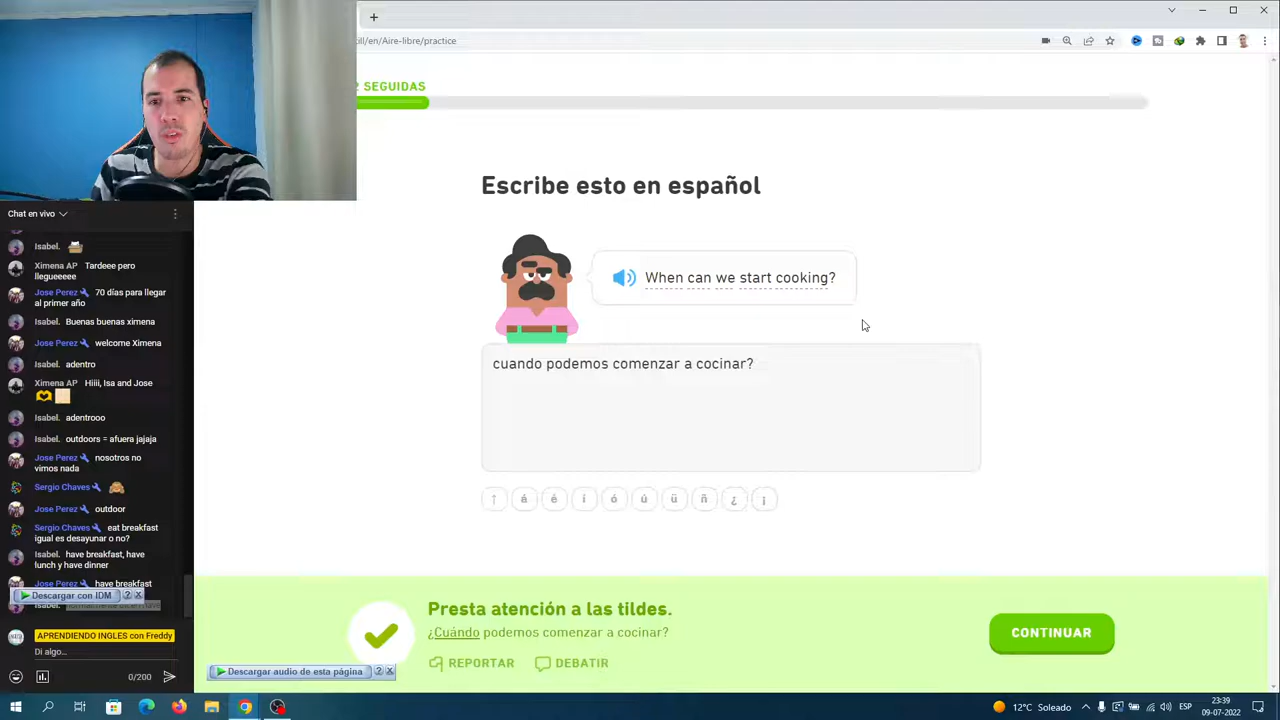 ill/en/Aire-libre/practice
2 SEGUIDAS
Escribe esto en español
When can we start cooking?
cuando podemos comenzar a cocinar?
↑ á é í ó ú ü ñ ¿ ¡
Presta atención a las tildes.
¿Cuándo podemos comenzar a cocinar?
REPORTAR DEBATIR
CONTINUAR
Chat en vivo
Isabel.
Ximena AP Tardeee pero
llegueeeee
Jose Perez 70 días para llegar
al primer año
Isabel. Buenas buenas ximena
Jose Perez welcome Ximena
Isabel. adentro
Ximena AP Hiiii, Isa and Jose
Isabel. adentrooo
Isabel. outdoors = afuera jajaja
Jose Perez nosotros no
vimos nada
Sergio Chaves
Jose Perez outdoor
Sergio Chaves eat breakfast
igual es desayunar o no?
Isabel. have breakfast, have
lunch y have dinner
Jose Perez have breakfast
Descargar con IDM ? X
Isabel.
APRENDIENDO INGLES con Freddy
Di algo...
0/200
Descargar audio de esta página ? X
12°C Soleado
ESP
23:39
09-07-2022